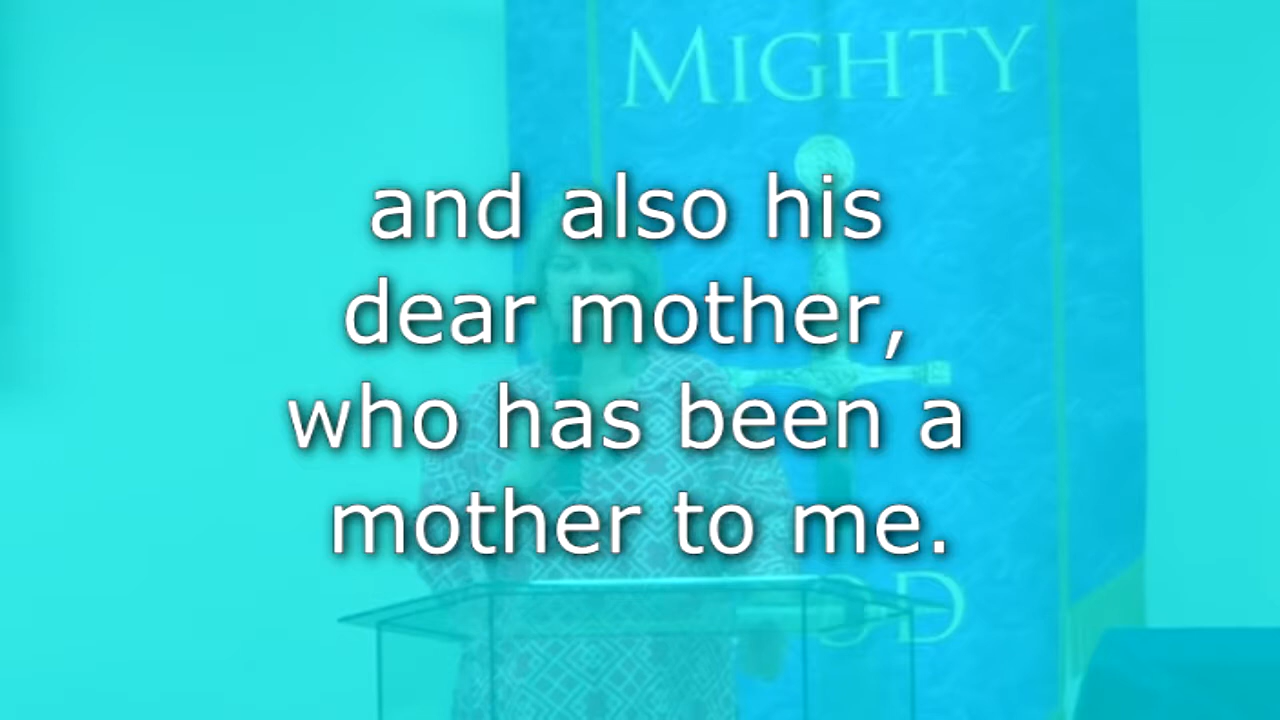 MIGHTY
and also his
dear mother,
who has been a
mother to me.